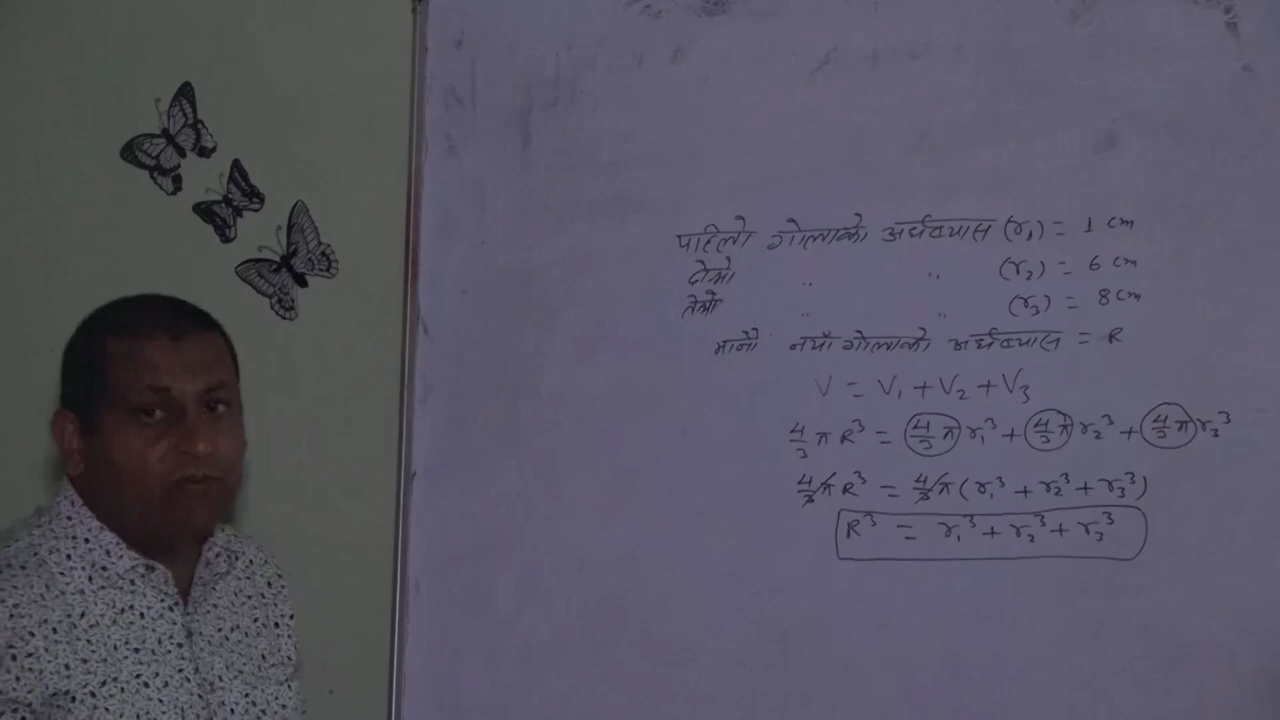 पहिलो गोलाको अर्धव्यास (r₁) = 1 cm
दोस्रो " " (r₂) = 6 cm
तेस्रो " " (r₃) = 8 cm
मानौ नयाँ गोलाको अर्धव्यास = R
V = V₁ + V₂ + V₃
4/3 π R³ = 4/3 π r₁³ + 4/3 π r₂³ + 4/3 π r₃³
4/3 π R³ = 4/3 π (r₁³ + r₂³ + r₃³)
R³ = r₁³ + r₂³ + r₃³